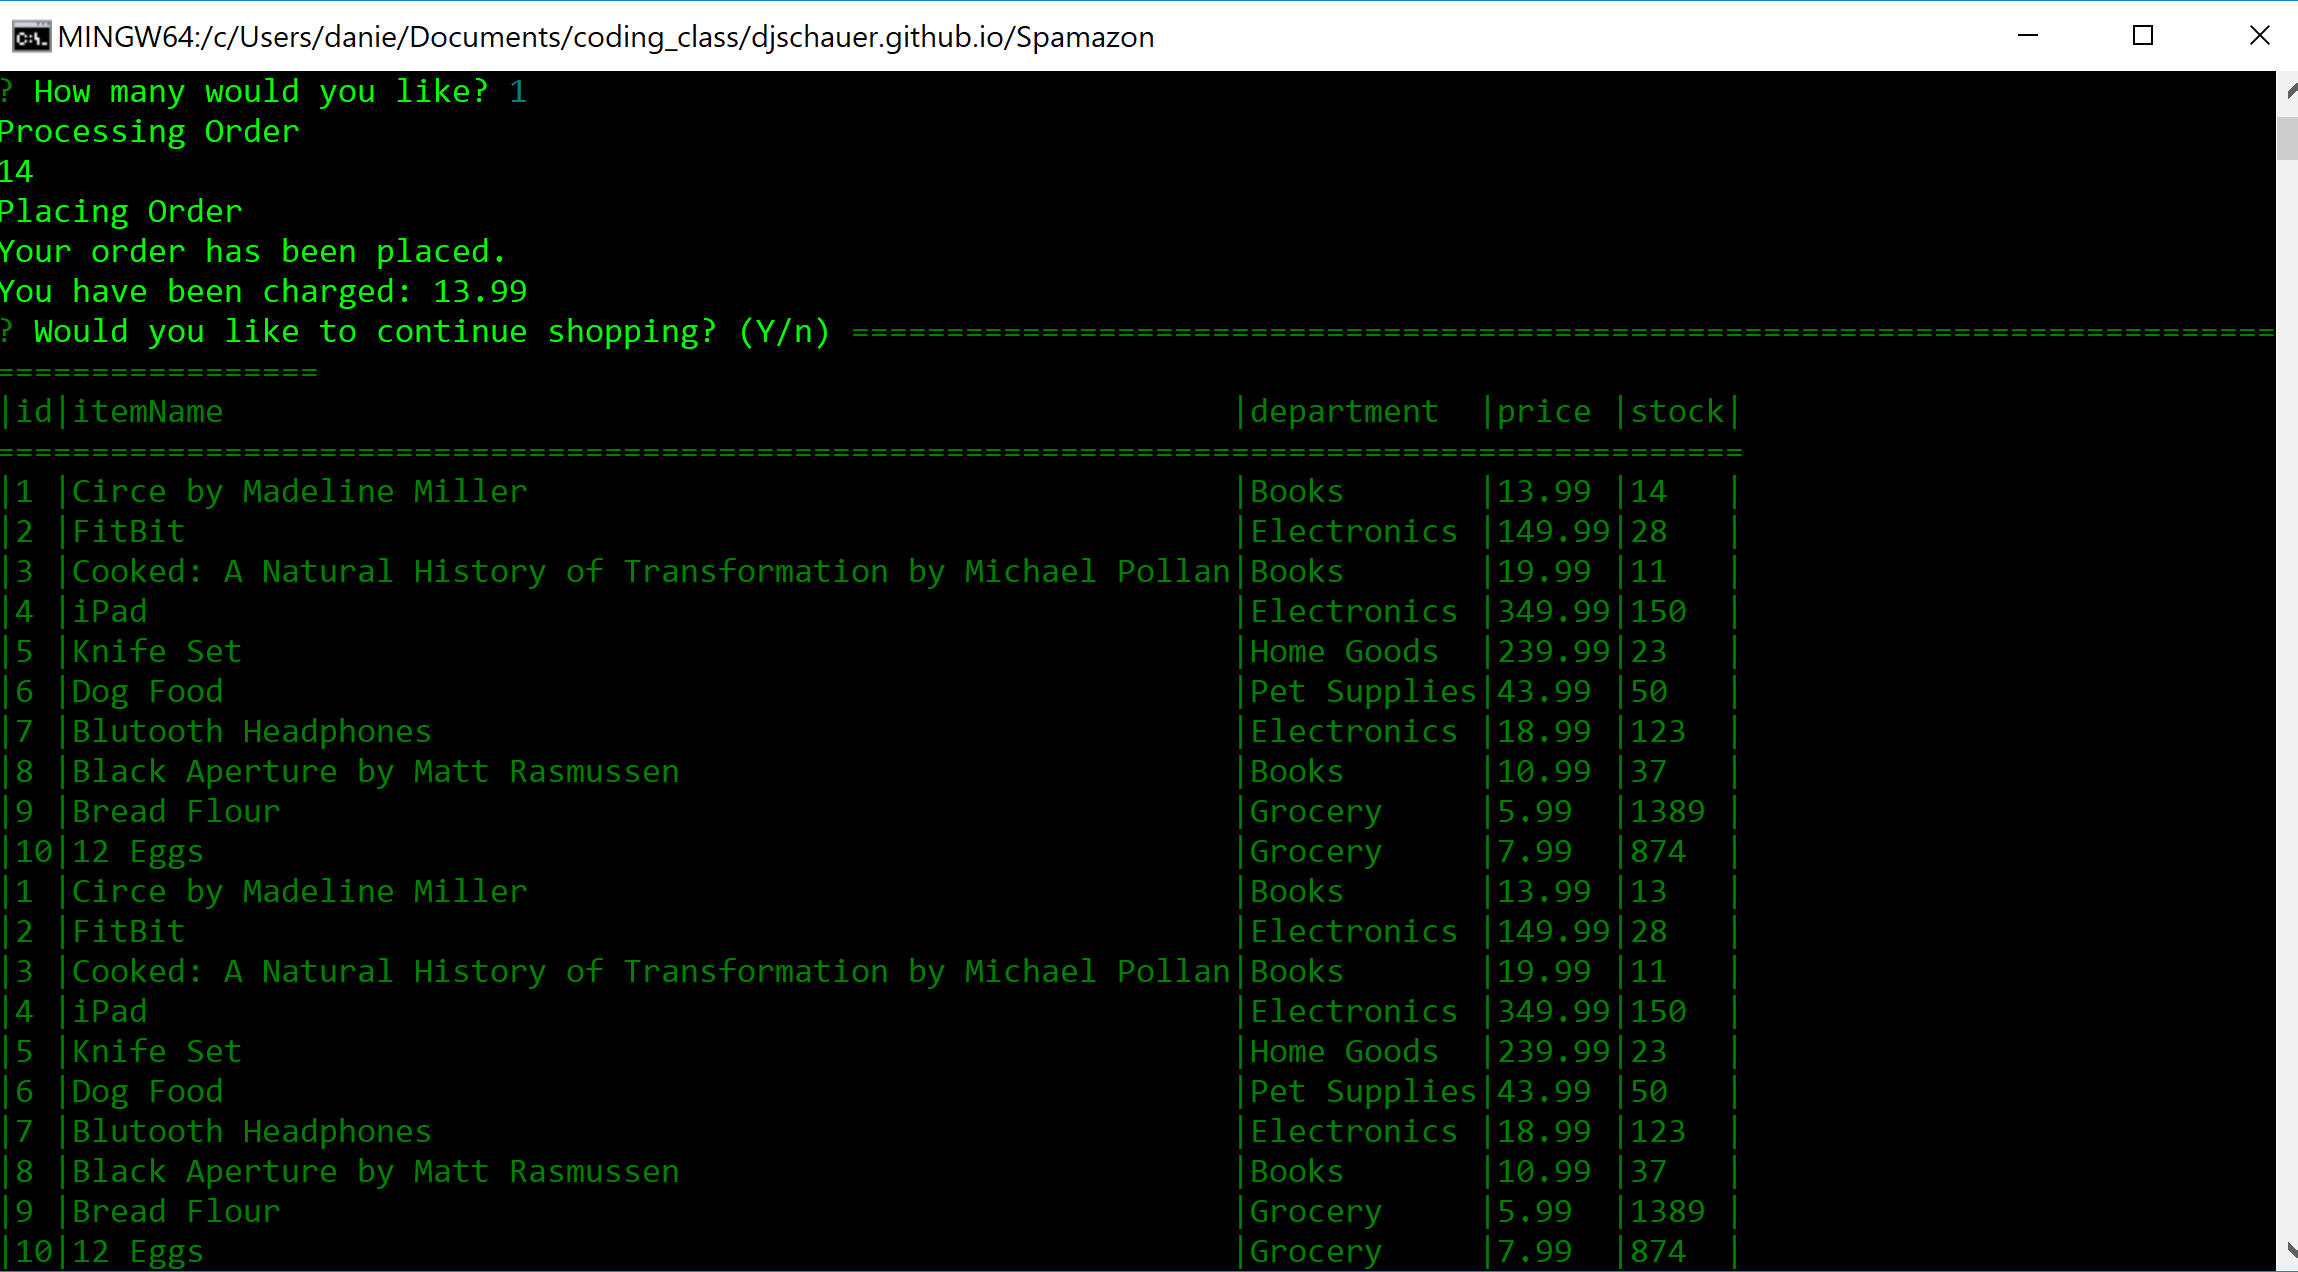 MINGW64:/c/Users/danie/Documents/coding_class/djschauer.github.io/Spamazon
? How many would you like? 1
Processing Order
14
Placing Order
Your order has been placed.
You have been charged: 13.99
? Would you like to continue shopping? (Y/n) ===========================================================================
=================
|id|itemName                                                     |department  |price |stock|
============================================================================================
|1 |Circe by Madeline Miller                                     |Books       |13.99 |14   |
|2 |FitBit                                                       |Electronics |149.99|28   |
|3 |Cooked: A Natural History of Transformation by Michael Pollan|Books       |19.99 |11   |
|4 |iPad                                                         |Electronics |349.99|150  |
|5 |Knife Set                                                    |Home Goods  |239.99|23   |
|6 |Dog Food                                                     |Pet Supplies|43.99 |50   |
|7 |Blutooth Headphones                                          |Electronics |18.99 |123  |
|8 |Black Aperture by Matt Rasmussen                             |Books       |10.99 |37   |
|9 |Bread Flour                                                  |Grocery     |5.99  |1389 |
|10|12 Eggs                                                      |Grocery     |7.99  |874  |
|1 |Circe by Madeline Miller                                     |Books       |13.99 |13   |
|2 |FitBit                                                       |Electronics |149.99|28   |
|3 |Cooked: A Natural History of Transformation by Michael Pollan|Books       |19.99 |11   |
|4 |iPad                                                         |Electronics |349.99|150  |
|5 |Knife Set                                                    |Home Goods  |239.99|23   |
|6 |Dog Food                                                     |Pet Supplies|43.99 |50   |
|7 |Blutooth Headphones                                          |Electronics |18.99 |123  |
|8 |Black Aperture by Matt Rasmussen                             |Books       |10.99 |37   |
|9 |Bread Flour                                                  |Grocery     |5.99  |1389 |
|10|12 Eggs                                                      |Grocery     |7.99  |874  |